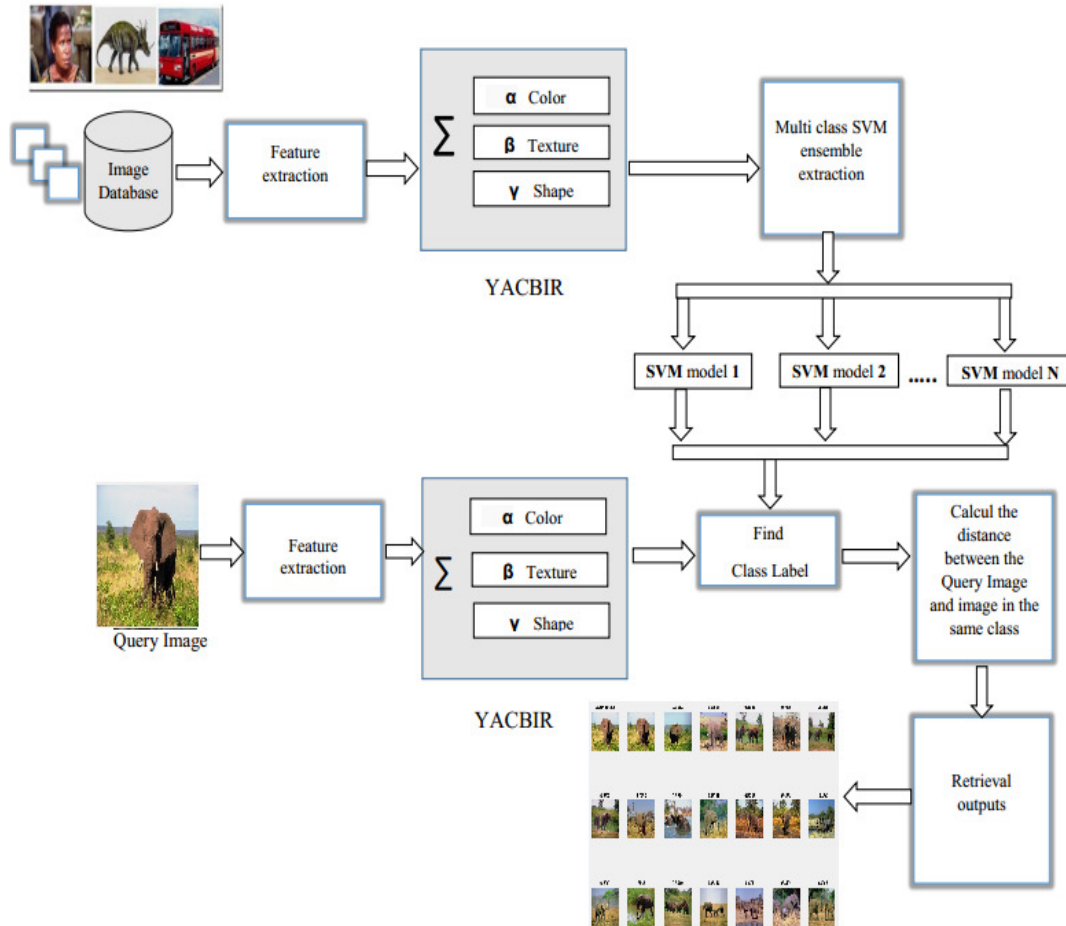 Image
Database
Feature
extraction
∑
α Color
β Texture
γ Shape
YACBIR
Multi class SVM
ensemble
extraction
SVM model 1
SVM model 2
.....
SVM model N
Query Image
Feature
extraction
∑
α Color
β Texture
γ Shape
YACBIR
Find
Class Label
Calcul the
distance
between the
Query Image
and image in the
same class
Retrieval
outputs